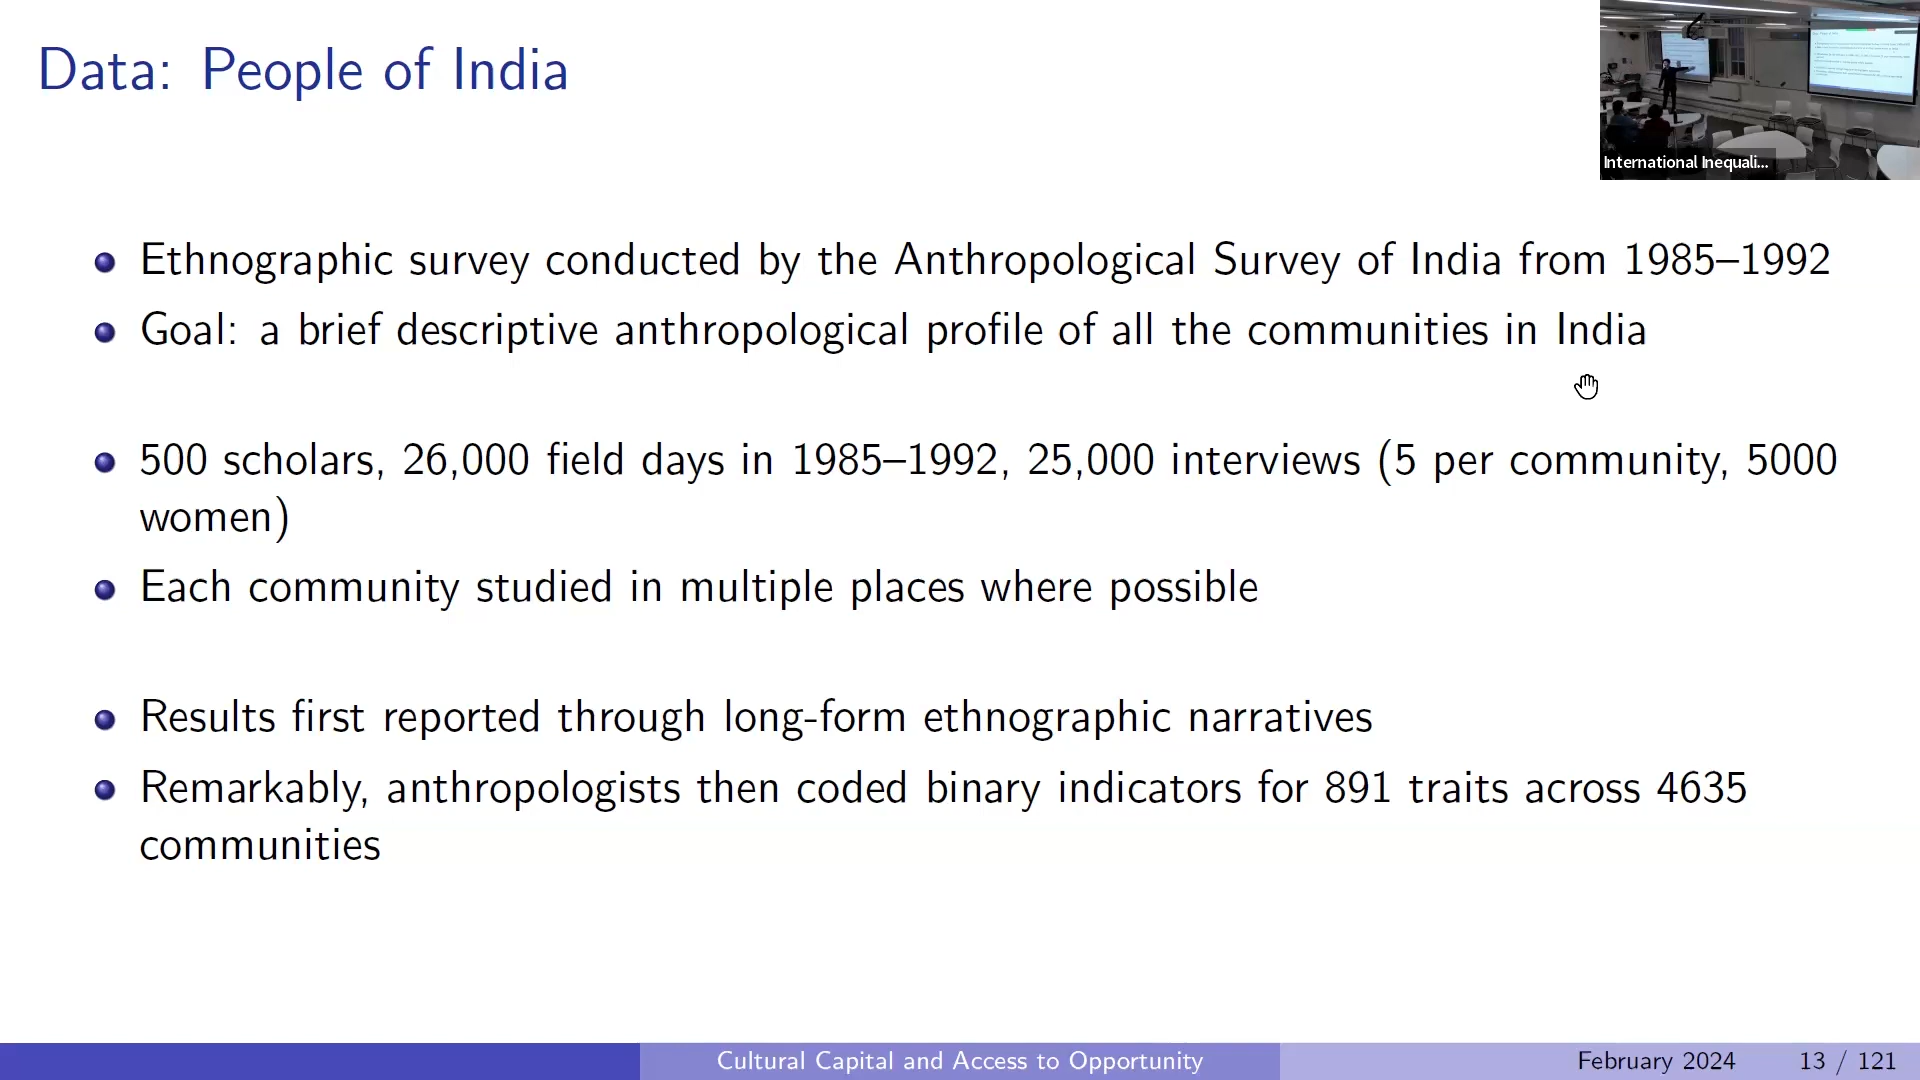 Data: People of India
International Inequali...
Ethnographic survey conducted by the Anthropological Survey of India from 1985–1992
Goal: a brief descriptive anthropological profile of all the communities in India
500 scholars, 26,000 field days in 1985–1992, 25,000 interviews (5 per community, 5000
women)
Each community studied in multiple places where possible
Results first reported through long-form ethnographic narratives
Remarkably, anthropologists then coded binary indicators for 891 traits across 4635
communities
Cultural Capital and Access to Opportunity
February 2024
13 / 121